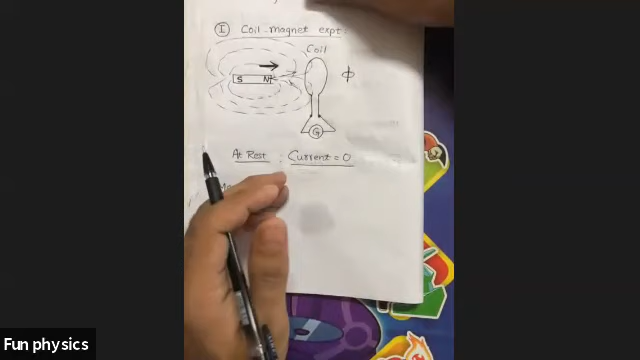 I Coil magnet expt.
Coil
S N
ϕ
G
At Rest : Current = 0
Fun physics